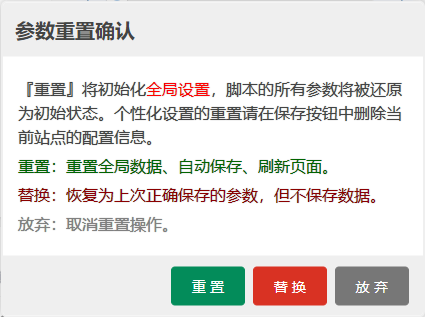 参数重置确认
『重置』将初始化全局设置，脚本的所有参数将被还原
为初始状态。个性化设置的重置请在保存按钮中删除当
前站点的配置信息。
重置：重置全局数据、自动保存、刷新页面。
替换：恢复为上次正确保存的参数，但不保存数据。
放弃：取消重置操作。
重 置 替 换 放 弃